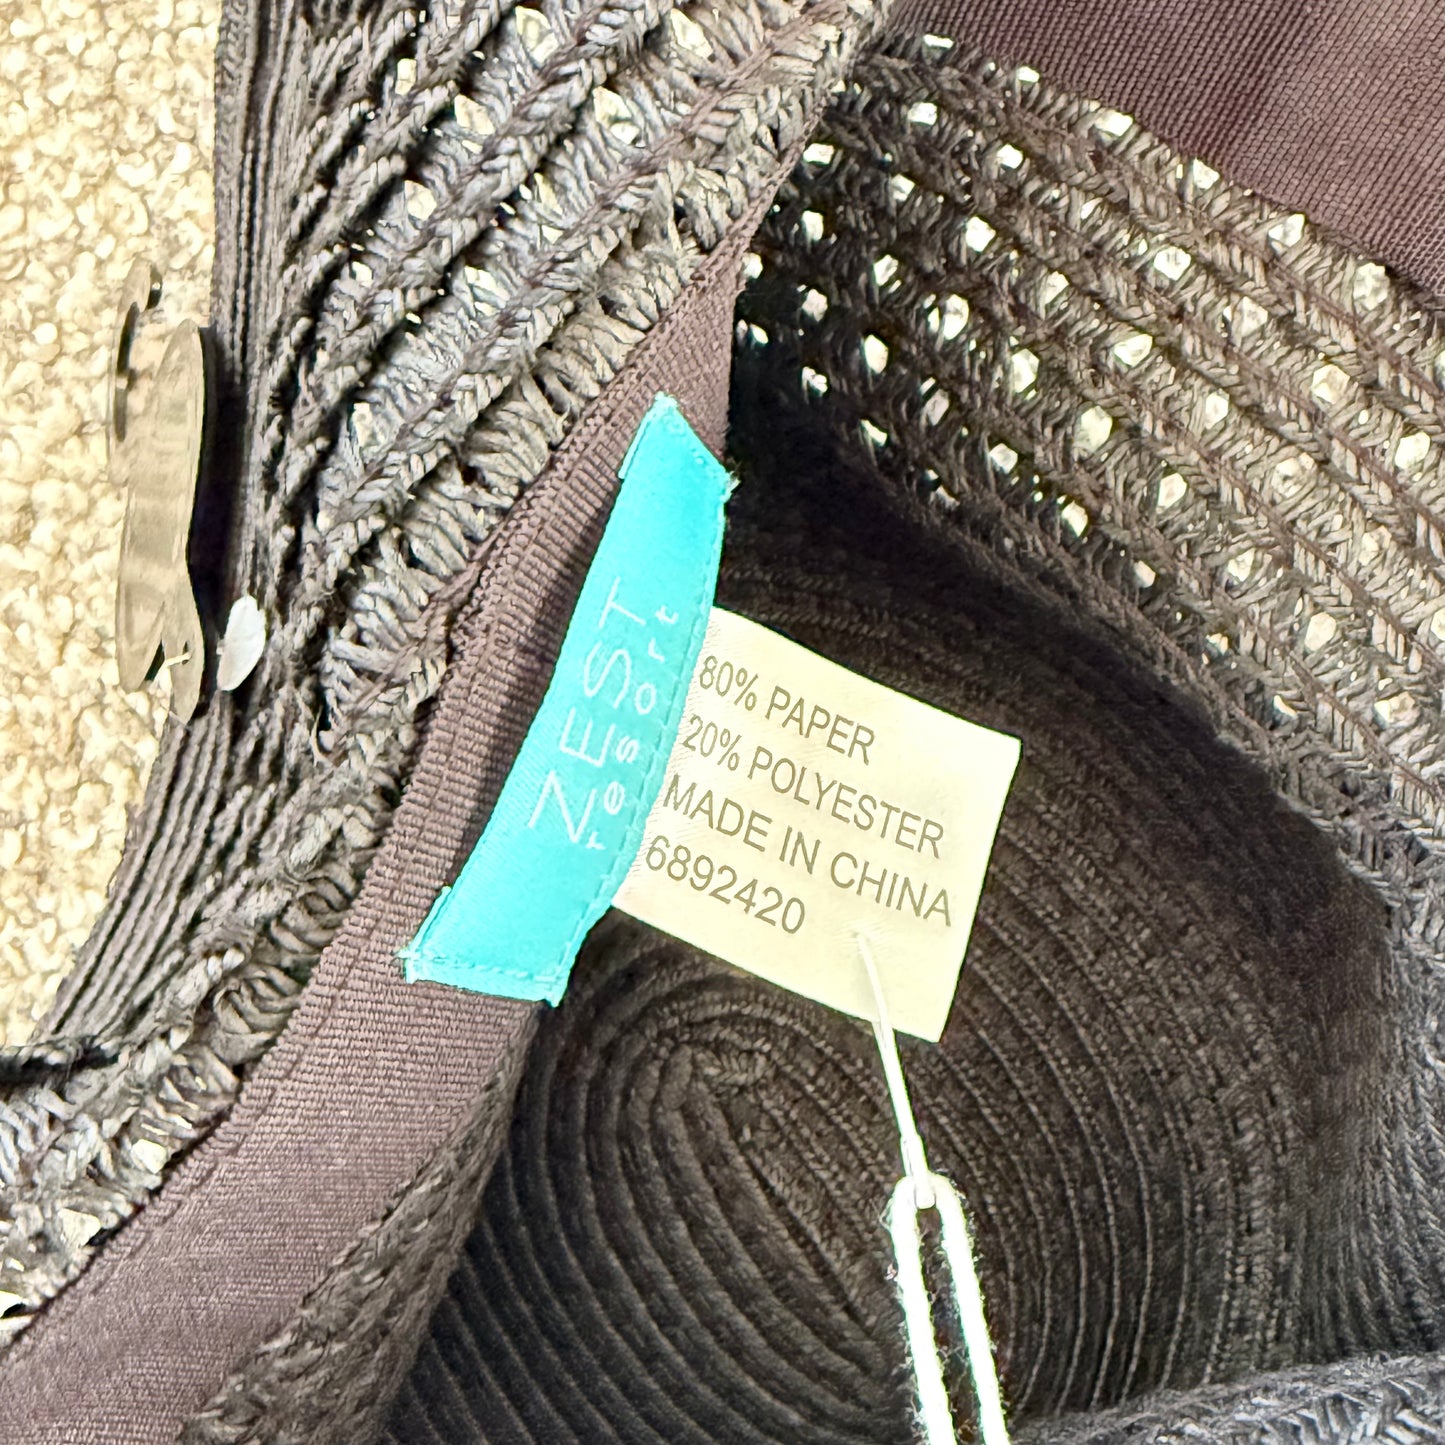 ZEST
resort
80% PAPER
20% POLYESTER
MADE IN CHINA
6892420